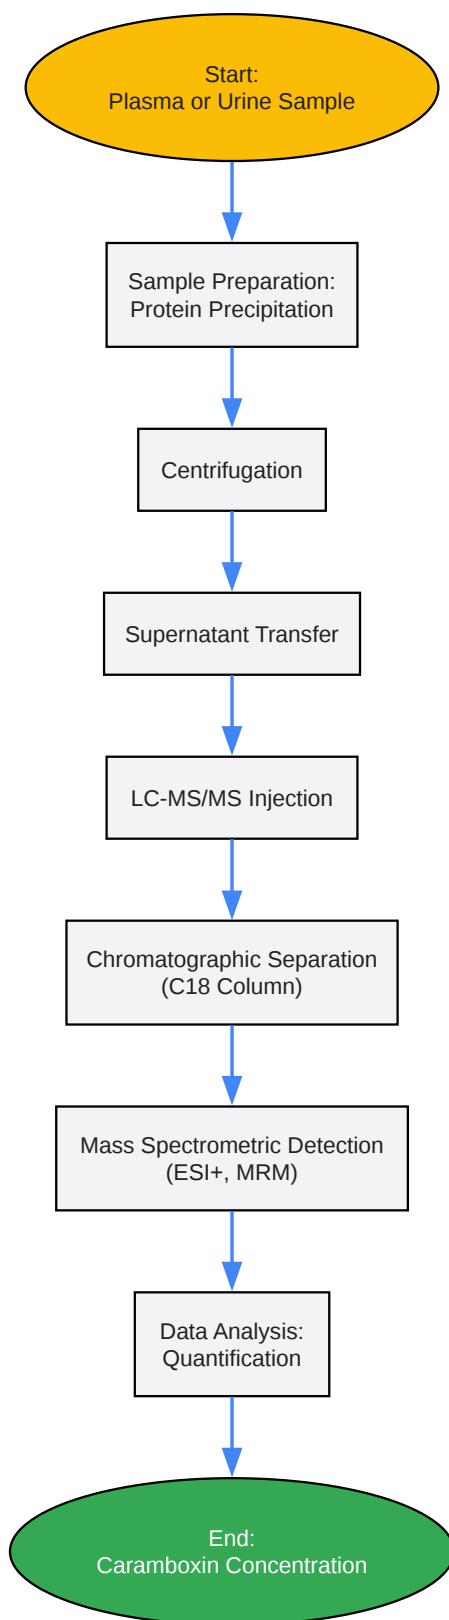 Start:
Plasma or Urine Sample
Sample Preparation:
Protein Precipitation
Centrifugation
Supernatant Transfer
LC-MS/MS Injection
Chromatographic Separation
(C18 Column)
Mass Spectrometric Detection
(ESI+, MRM)
Data Analysis:
Quantification
End:
Caramboxin Concentration